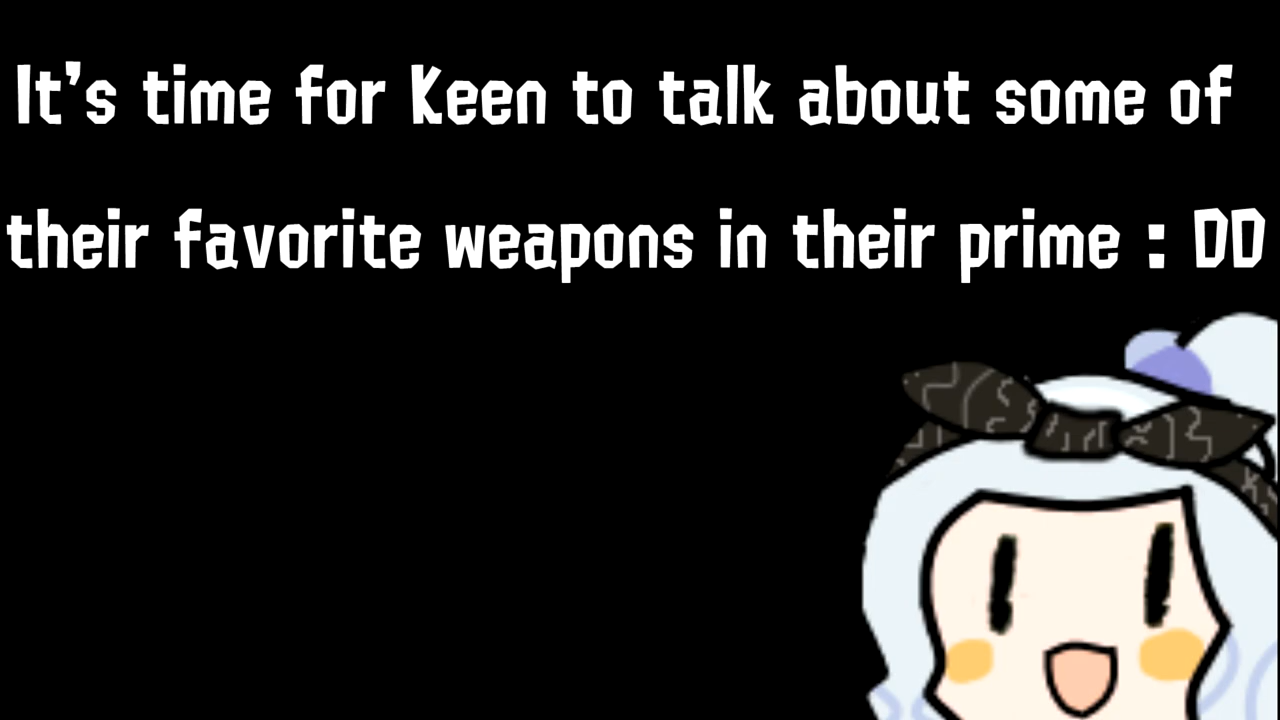 It's time for Keen to talk about some of
their favorite weapons in their prime : DD